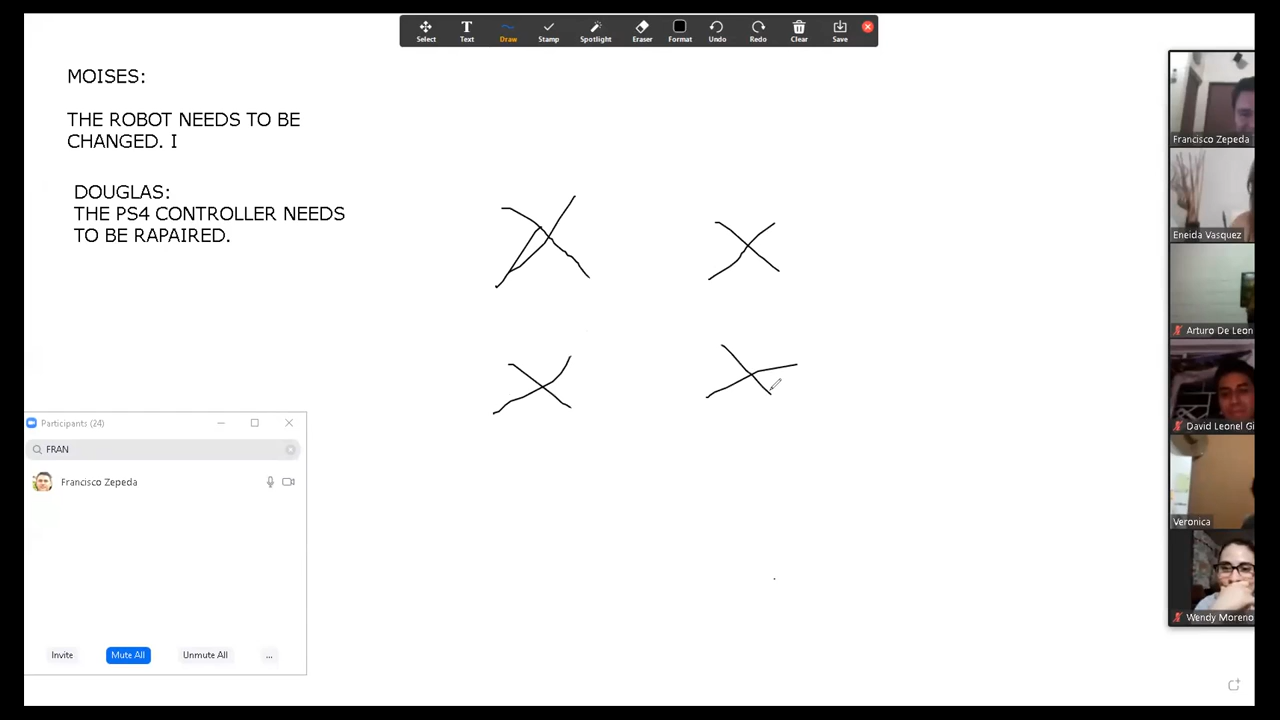 Select Text Draw Stamp Spotlight Eraser Format Undo Redo Clear Save
MOISES:
THE ROBOT NEEDS TO BE
CHANGED. I
DOUGLAS:
THE PS4 CONTROLLER NEEDS
TO BE RAPAIRED.
Participants (24)
FRAN
Francisco Zepeda
Invite Mute All Unmute All ...
Francisco Zepeda
Eneida Vasquez
Arturo De Leon
David Leonel Gi
Veronica
Wendy Moreno